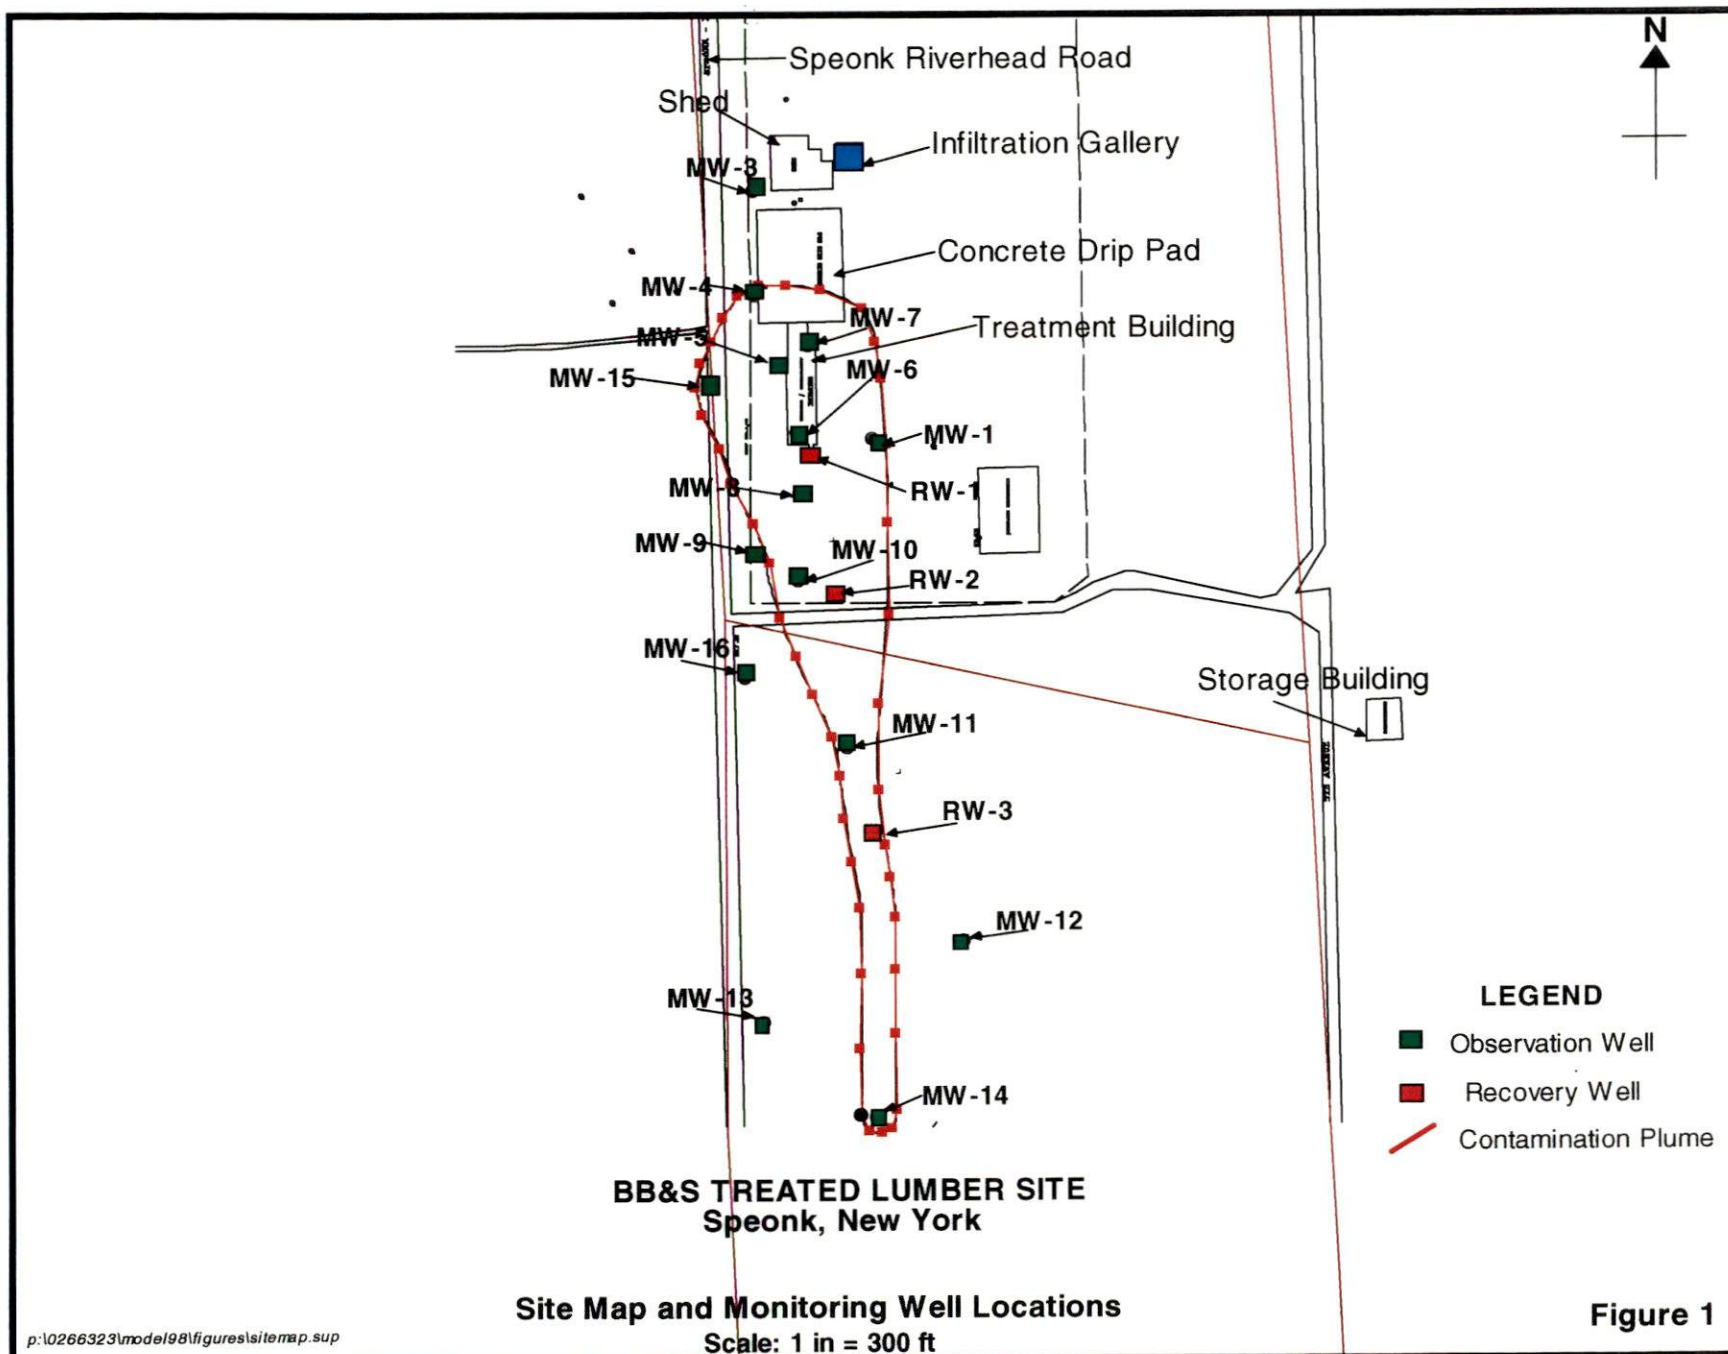 N
Speonk Riverhead Road
Shed
Infiltration Gallery
MW-3
Concrete Drip Pad
MW-4
MW-7
Treatment Building
MW-5
MW-6
MW-15
MW-1
RW-1
MW-8
MW-9
MW-10
RW-2
MW-16
Storage Building
MW-11
RW-3
MW-12
MW-13
MW-14
LEGEND
Observation Well
Recovery Well
Contamination Plume
BB&S TREATED LUMBER SITE
Speonk, New York
Site Map and Monitoring Well Locations
Scale: 1 in = 300 ft
Figure 1
p:\0266323\model98\figures\sitemap.sup